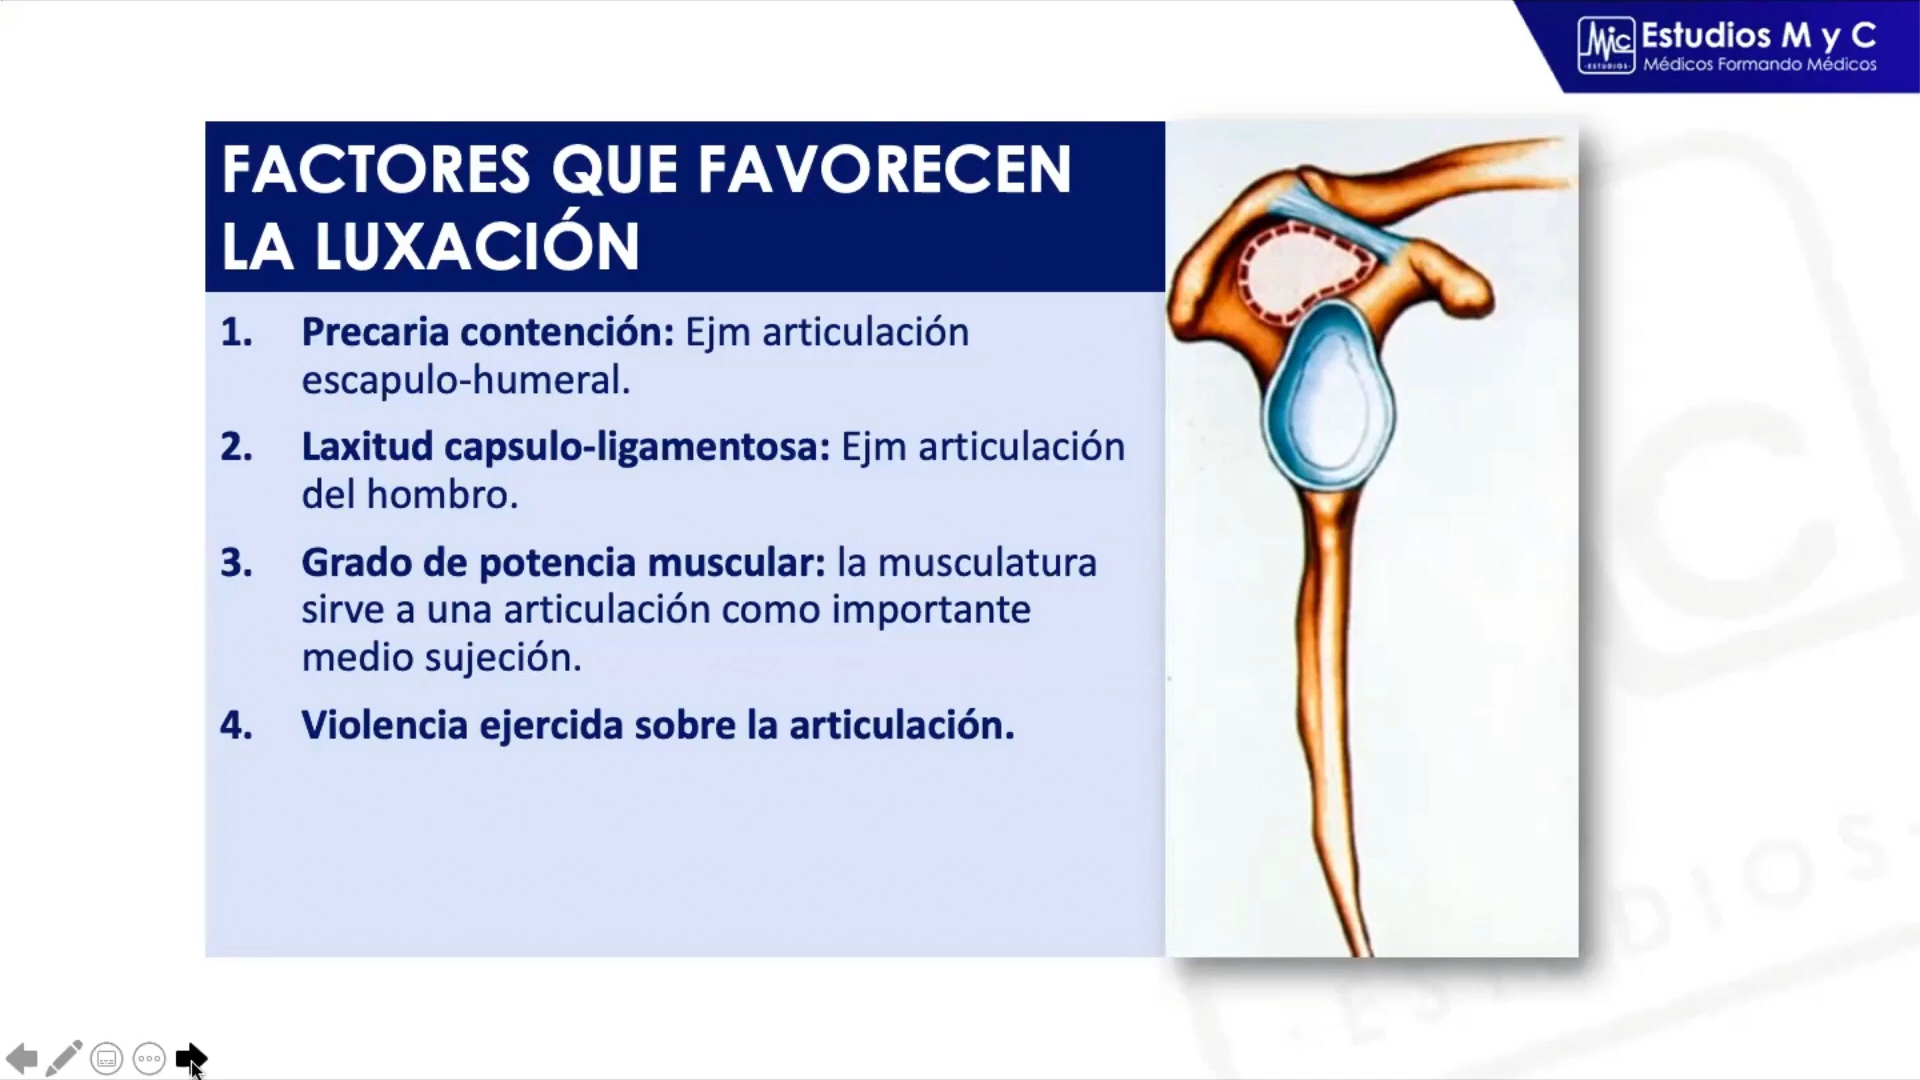 Mic
·ESTUDIOS·
Estudios M y C
Médicos Formando Médicos
FACTORES QUE FAVORECEN
LA LUXACIÓN
1. Precaria contención: Ejm articulación
escapulo-humeral.
2. Laxitud capsulo-ligamentosa: Ejm articulación
del hombro.
3. Grado de potencia muscular: la musculatura
sirve a una articulación como importante
medio sujeción.
4. Violencia ejercida sobre la articulación.